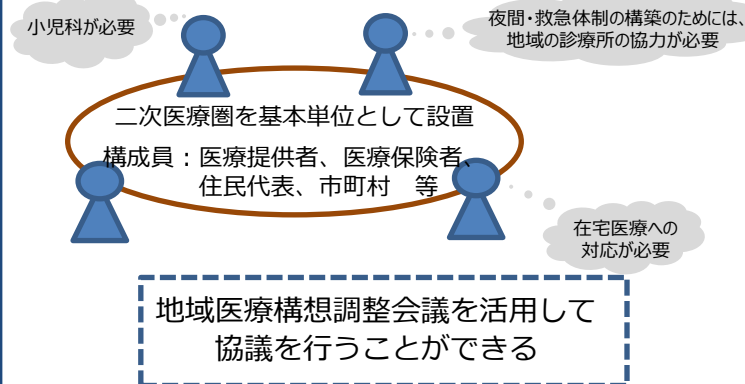 小児科が必要
夜間・救急体制の構築のためには、
地域の診療所の協力が必要
二次医療圏を基本単位として設置
構成員：医療提供者、医療保険者、
住民代表、市町村　等
在宅医療への
対応が必要
地域医療構想調整会議を活用して
協議を行うことができる